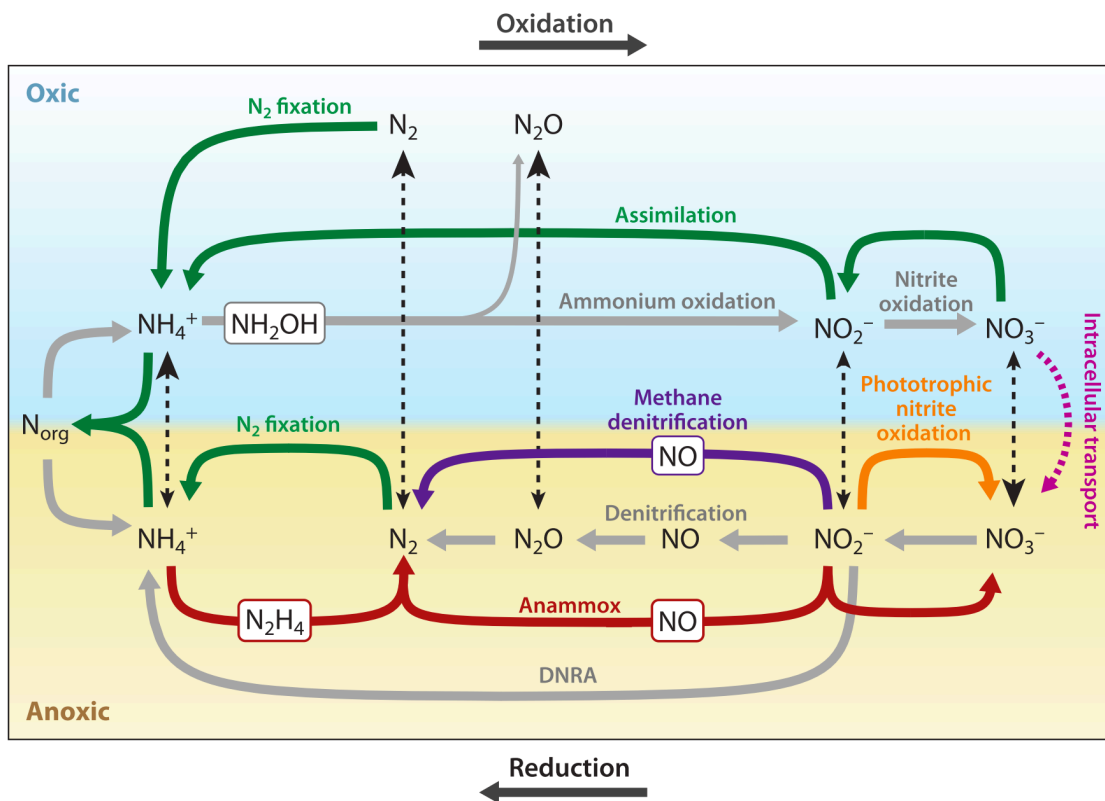 Oxidation
Oxic
N₂ fixation
N₂
N₂O
Assimilation
NH₄⁺
NH₂OH
Ammonium oxidation
NO₂⁻
Nitrite
oxidation
NO₃⁻
Intracellular transport
N_org
N₂ fixation
Methane
denitrification
NO
Phototrophic
nitrite
oxidation
Denitrification
NH₄⁺
N₂
N₂O
NO
NO₂⁻
NO₃⁻
N₂H₄
Anammox
NO
DNRA
Anoxic
Reduction